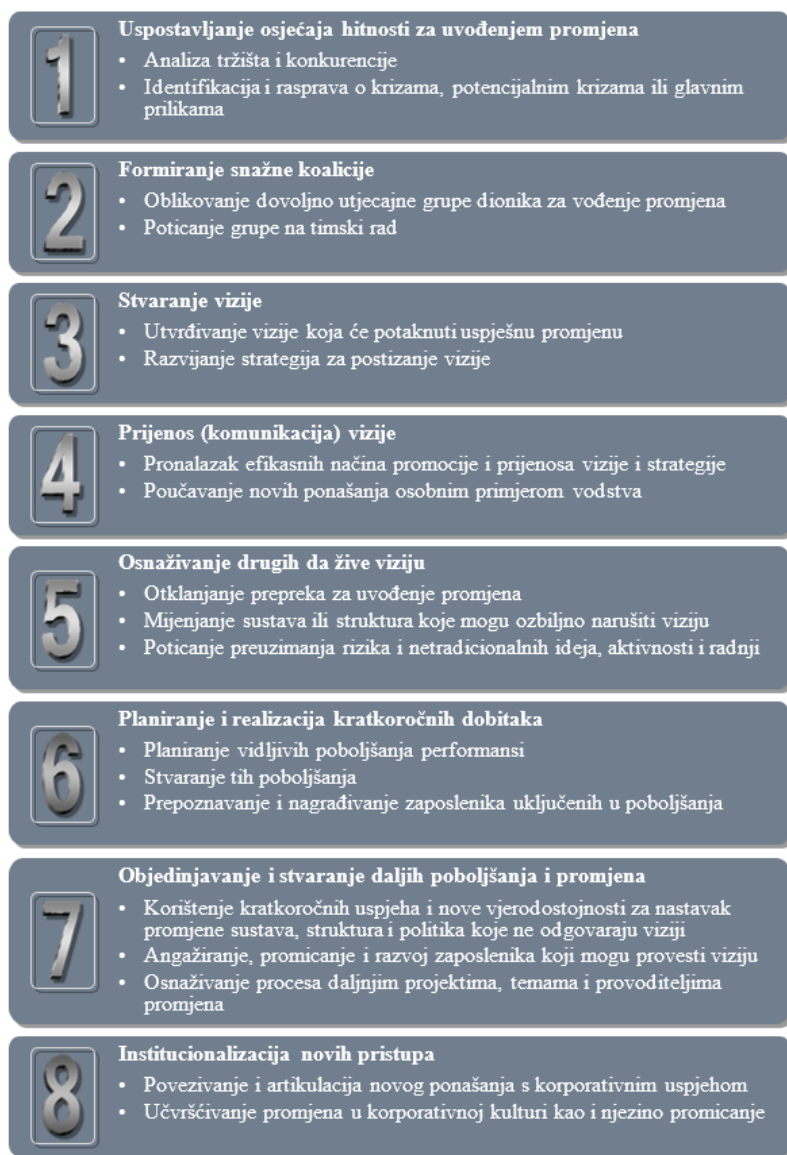 1
Uspostavljanje osjećaja hitnosti za uvođenjem promjena
• Analiza tržišta i konkurencije
• Identifikacija i rasprava o krizama, potencijalnim krizama ili glavnim
prilikama
2
Formiranje snažne koalicije
• Oblikovanje dovoljno utjecajne grupe dionika za vođenje promjena
• Poticanje grupe na timski rad
3
Stvaranje vizije
• Utvrđivanje vizije koja će potaknuti uspješnu promjenu
• Razvijanje strategija za postizanje vizije
4
Prijenos (komunikacija) vizije
• Pronalazak efikasnih načina promocije i prijenosa vizije i strategije
• Poučavanje novih ponašanja osobnim primjerom vodstva
5
Osnaživanje drugih da žive viziju
• Otklanjanje prepreka za uvođenje promjena
• Mijenjanje sustava ili struktura koje mogu ozbiljno narušiti viziju
• Poticanje preuzimanja rizika i netradicionalnih ideja, aktivnosti i radnji
6
Planiranje i realizacija kratkoročnih dobitaka
• Planiranje vidljivih poboljšanja performansi
• Stvaranje tih poboljšanja
• Prepoznavanje i nagrađivanje zaposlenika uključenih u poboljšanja
7
Objedinjavanje i stvaranje daljih poboljšanja i promjena
• Korištenje kratkoročnih uspjeha i nove vjerodostojnosti za nastavak
promjene sustava, struktura i politika koje ne odgovaraju viziji
• Angažiranje, promicanje i razvoj zaposlenika koji mogu provesti viziju
• Osnaživanje procesa daljnjim projektima, temama i provoditeljima
promjena
8
Institucionalizacija novih pristupa
• Povezivanje i artikulacija novog ponašanja s korporativnim uspjehom
• Učvršćivanje promjena u korporativnoj kulturi kao i njezino promicanje